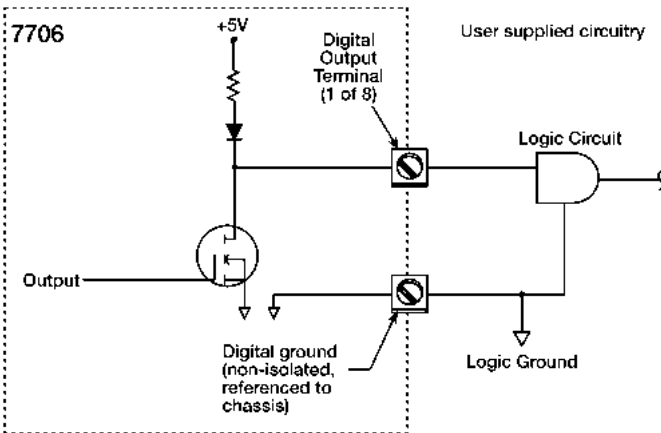 7706
+5V
Digital
Output
Terminal
(1 of 8)
User supplied circuitry
Logic Circuit
Output
Digital ground
(non-isolated,
referenced to
chassis)
Logic Ground